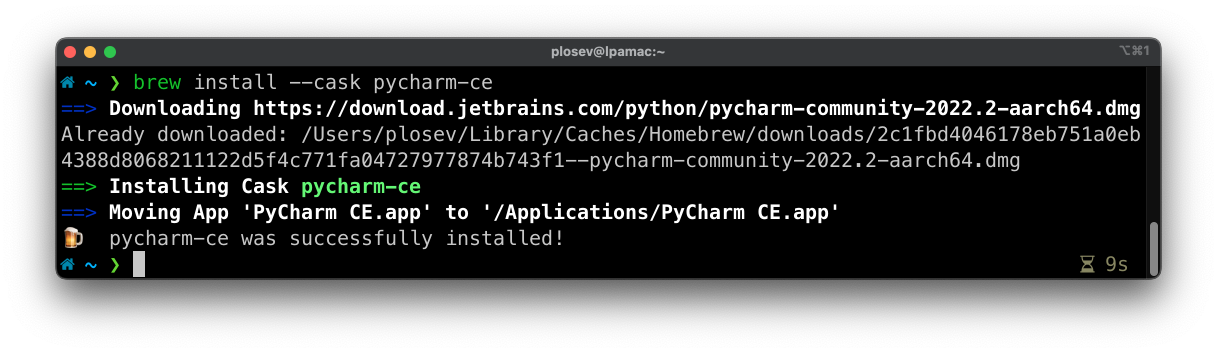 plosev@lpamac:~
⌥⌘1
~ ❯ brew install --cask pycharm-ce
==> Downloading https://download.jetbrains.com/python/pycharm-community-2022.2-aarch64.dmg
Already downloaded: /Users/plosev/Library/Caches/Homebrew/downloads/2c1fbd4046178eb751a0eb
4388d8068211122d5f4c771fa04727977874b743f1--pycharm-community-2022.2-aarch64.dmg
==> Installing Cask pycharm-ce
==> Moving App 'PyCharm CE.app' to '/Applications/PyCharm CE.app'
🍺 pycharm-ce was successfully installed!
~ ❯
9s